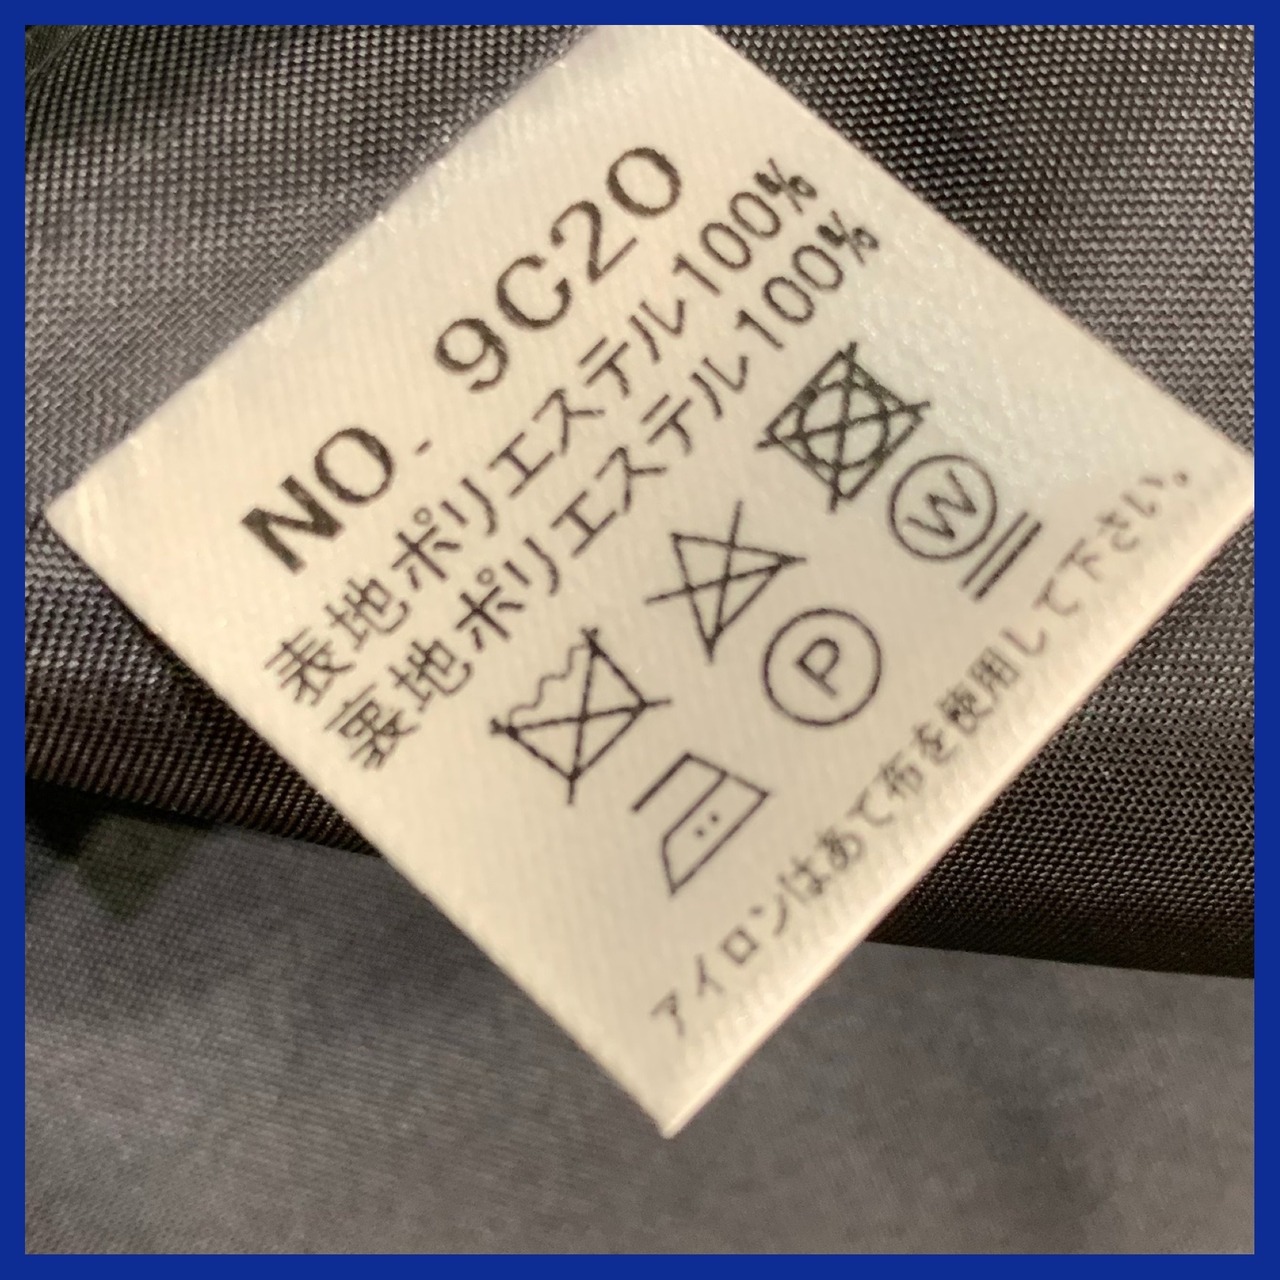 NO. 9C20
表地ポリエステル100%
裏地ポリエステル100%
W
P
アイロンはあて布を使用して下さい。